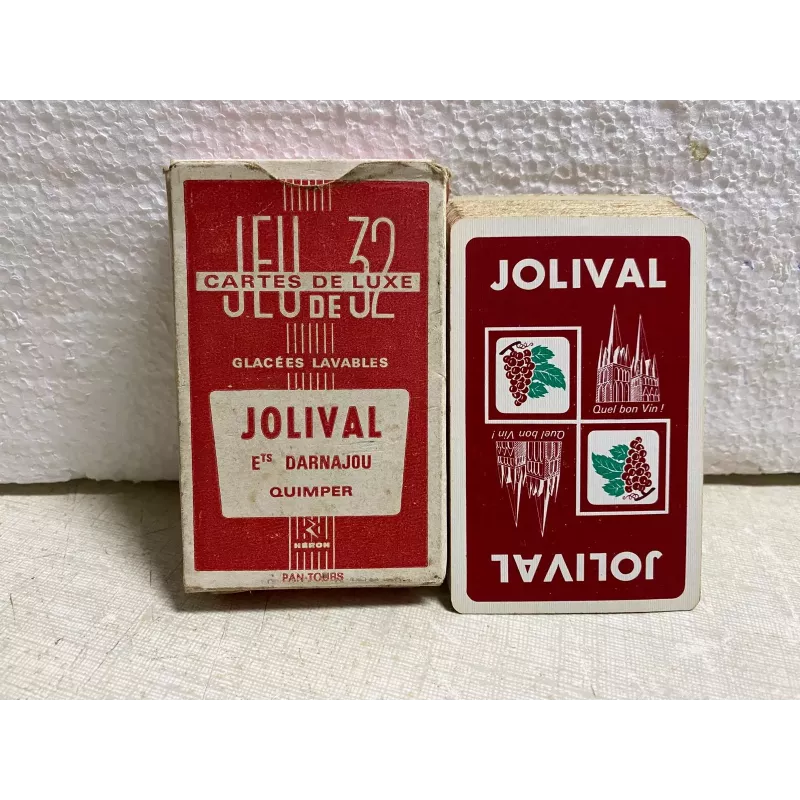 JEU DE 32
CARTES DE LUXE
GLACÉES LAVABLES
JOLIVAL
Ets DARNAJOU
QUIMPER
HÉRON
PAN-TOURS
JOLIVAL
Quel bon Vin !
Quel bon Vin !
JOLIVAL